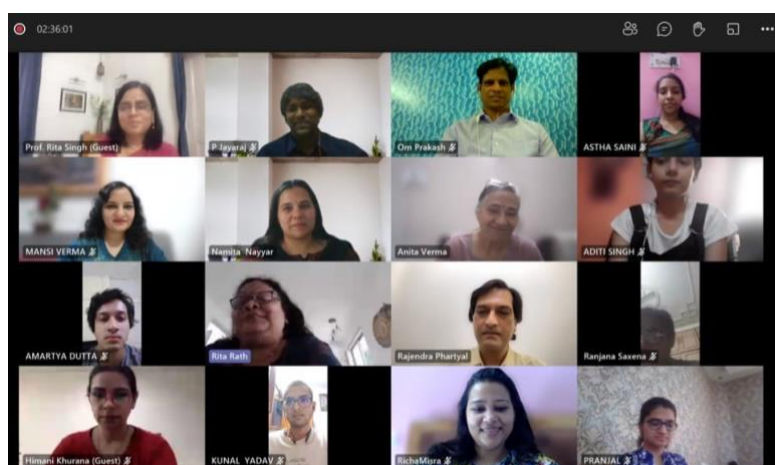 02:36:01
Prof. Rita Singh (Guest)
P Jayaraj
Om Prakash
ASTHA SAINI
MANSI VERMA
Namita Nayyar
Anita Verma
ADITI SINGH
AMARTYA DUTTA
Rita Rath
Rajendra Phartyal
Ranjana Saxena
Himani Khurana (Guest)
KUNAL YADAV
RichaMisra
PRANJAL